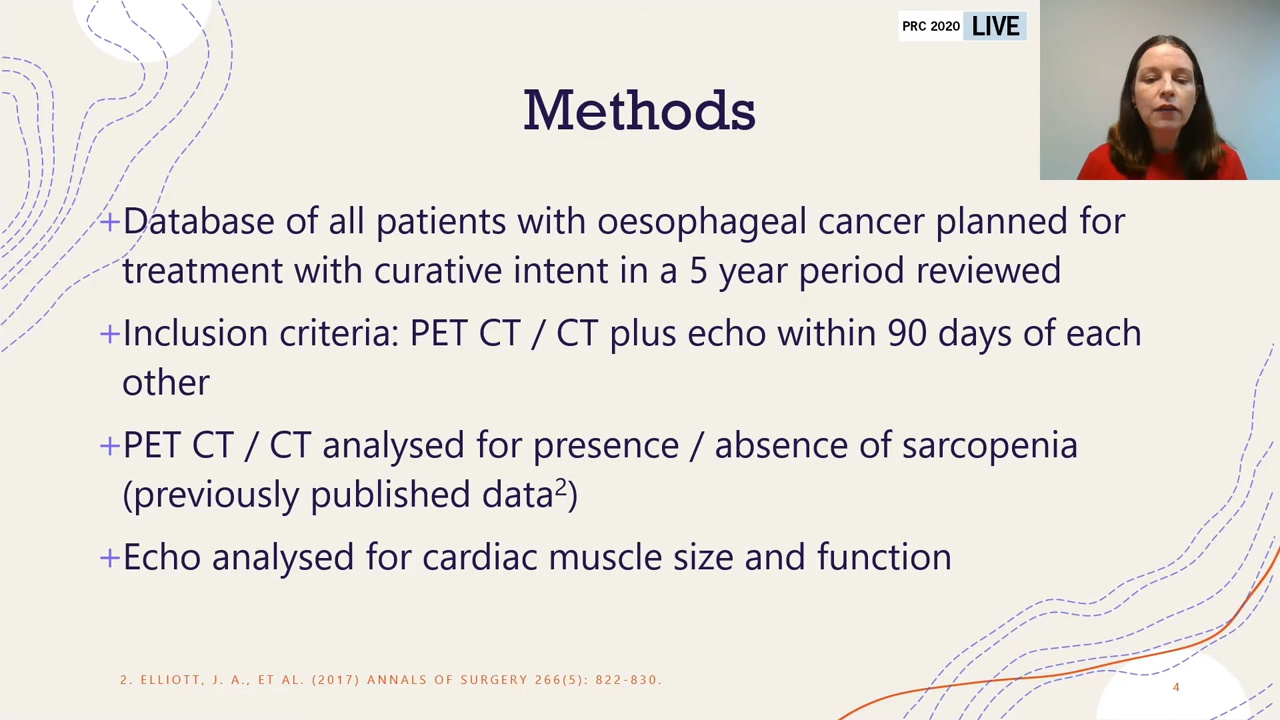 PRC 2020 LIVE
Methods
+Database of all patients with oesophageal cancer planned for
treatment with curative intent in a 5 year period reviewed
+Inclusion criteria: PET CT / CT plus echo within 90 days of each
other
+PET CT / CT analysed for presence / absence of sarcopenia
(previously published data²)
+Echo analysed for cardiac muscle size and function
2. ELLIOTT, J. A., ET AL. (2017) ANNALS OF SURGERY 266(5): 822-830.
4